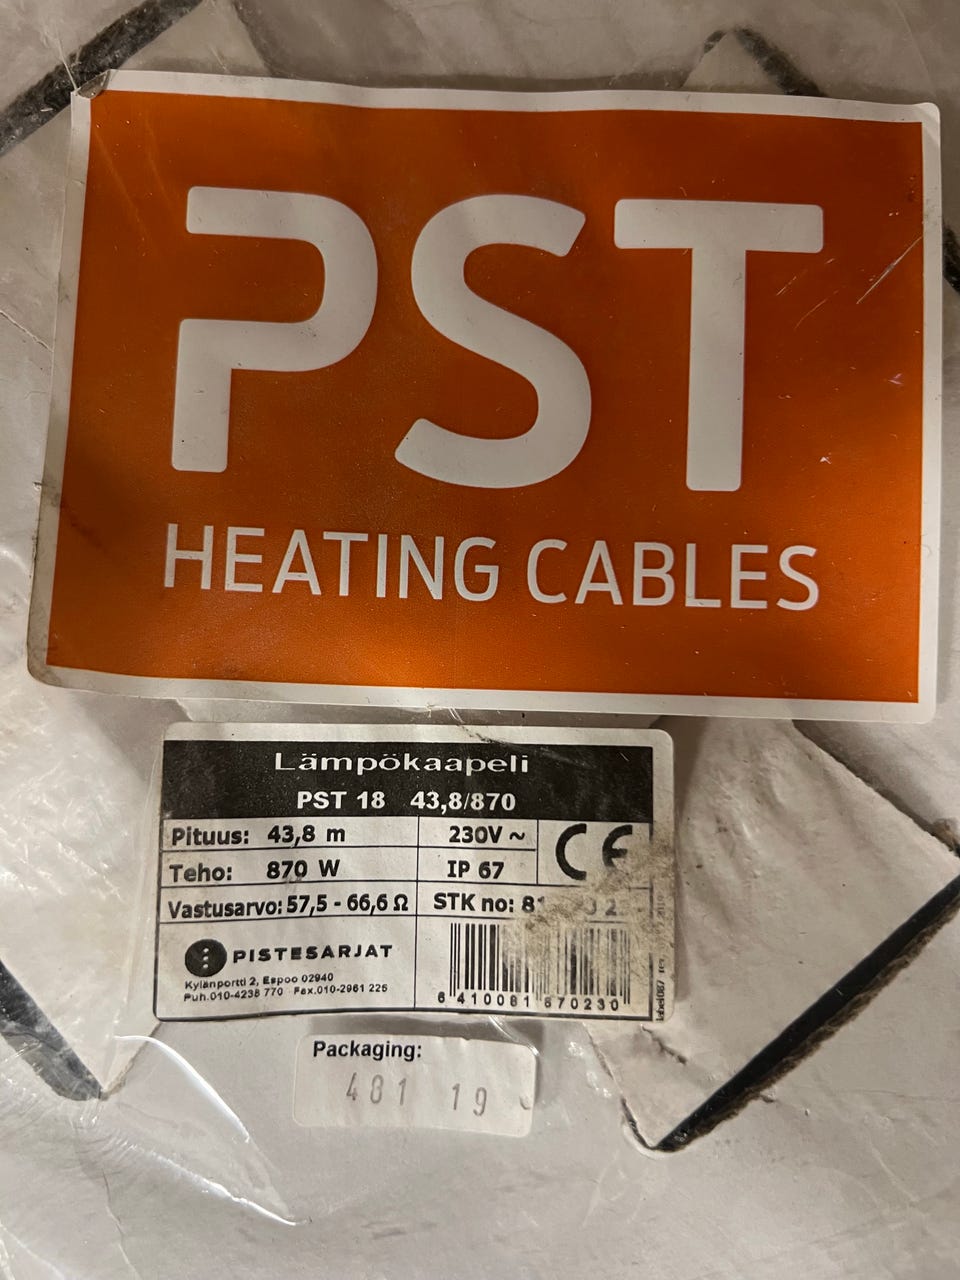 PST
HEATING CABLES
Lämpökaapeli
PST 18 43,8/870
Pituus: 43,8 m 230V ~ CE
Teho: 870 W IP 67
Vastusarvo: 57,5 - 66,6 Ω STK no:
PISTESARJAT
Kylänportti 2, Espoo 02940
Puh.010-4238 770 Fax.010-2961 225
6 410081 870230
Packaging:
481 19